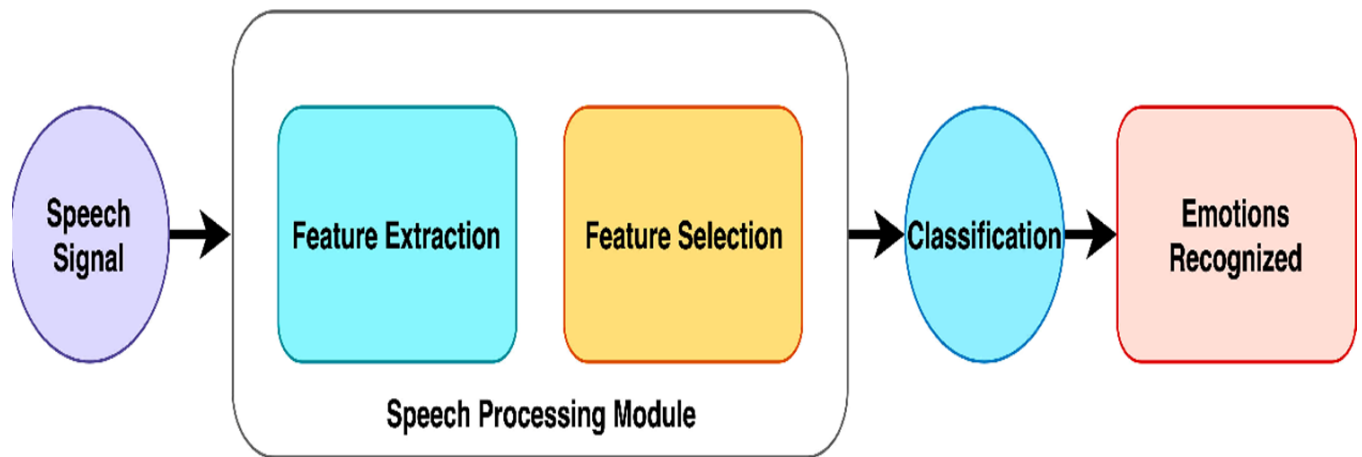 Speech
Signal
Feature Extraction
Feature Selection
Speech Processing Module
Classification
Emotions
Recognized